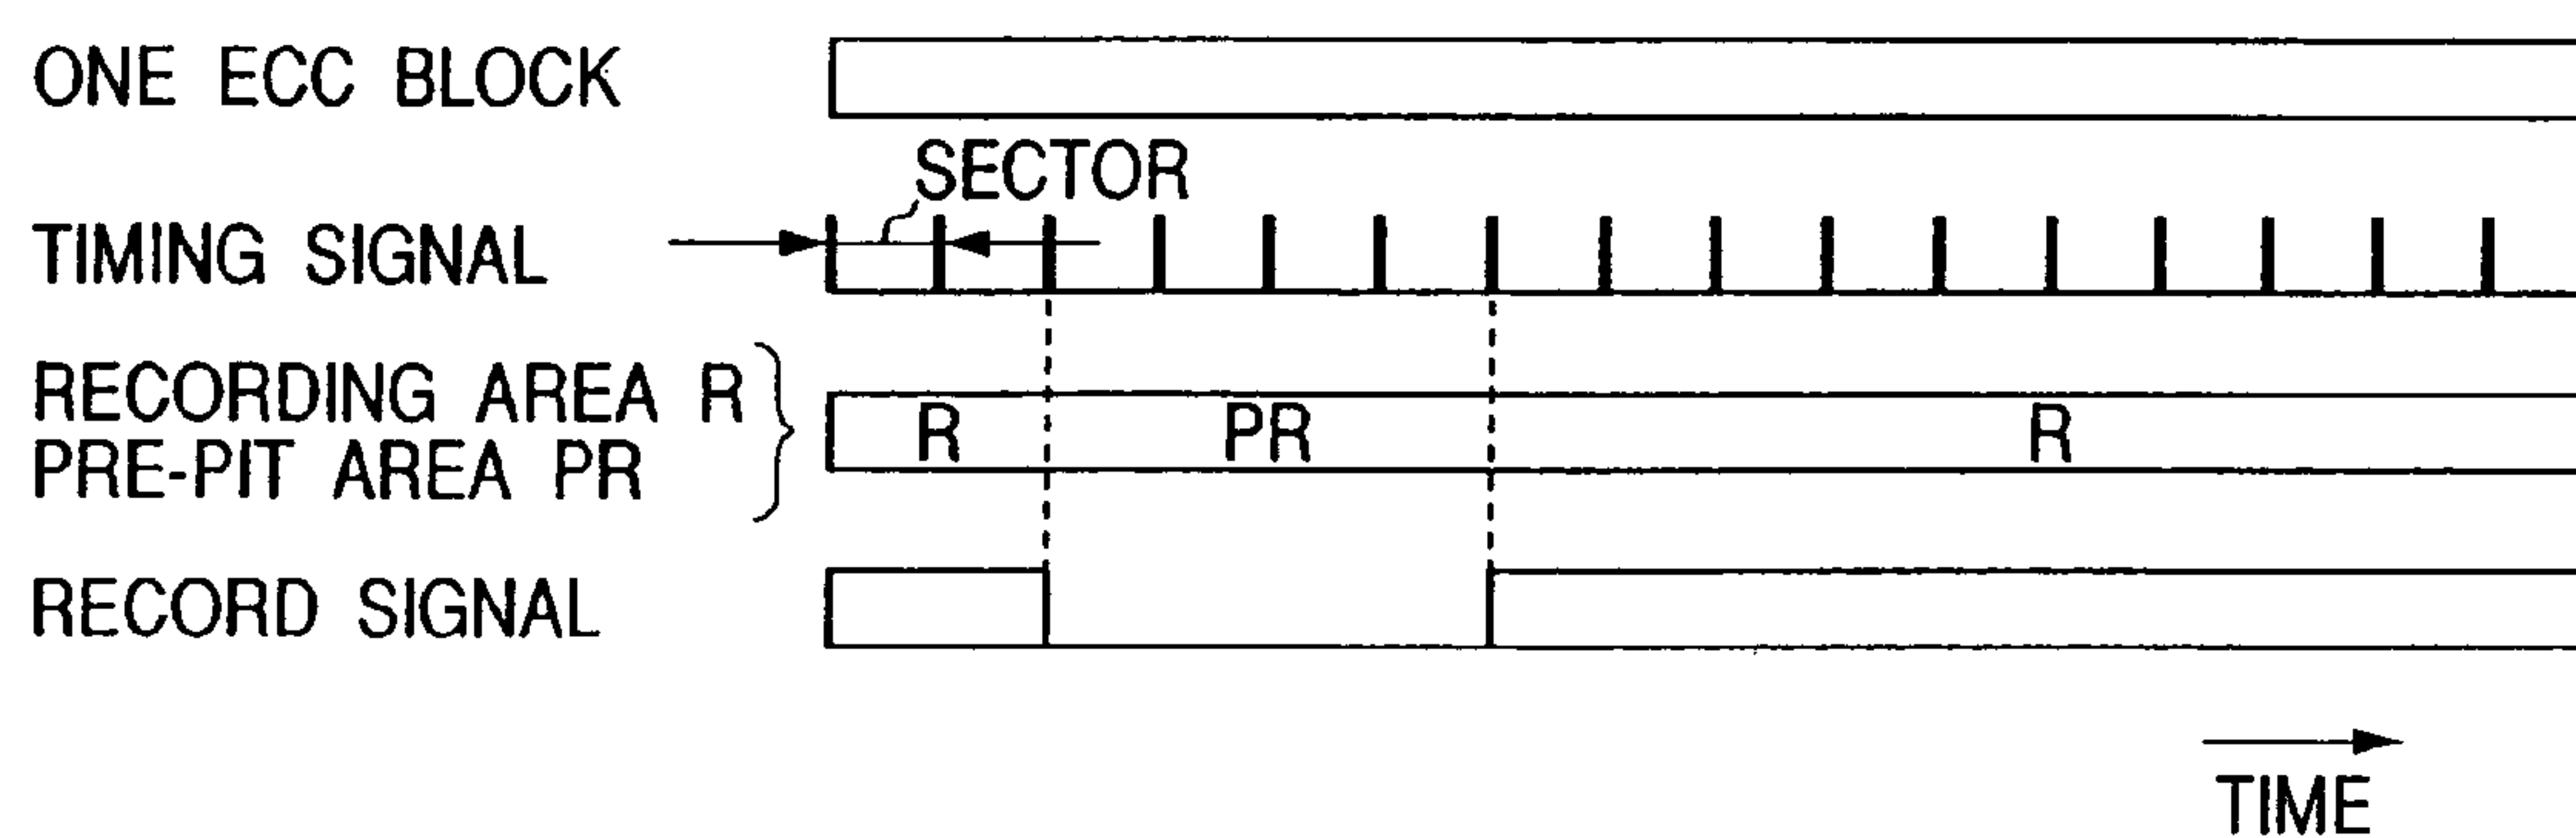 ONE ECC BLOCK
SECTOR
TIMING SIGNAL
RECORDING AREA R
PRE-PIT AREA PR
R PR R
RECORD SIGNAL
TIME